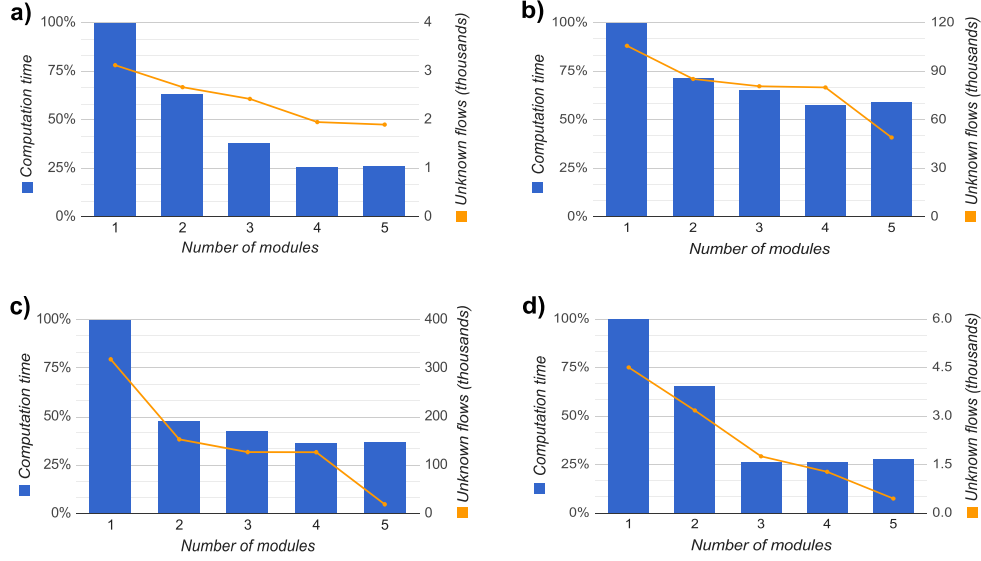 a)
Computation time
100%
75%
50%
25%
0%
4
3
2
1
0
Unknown flows (thousands)
1 2 3 4 5
Number of modules
b)
Computation time
100%
75%
50%
25%
0%
120
90
60
30
0
Unknown flows (thousands)
1 2 3 4 5
Number of modules
c)
Computation time
100%
75%
50%
25%
0%
400
300
200
100
0
Unknown flows (thousands)
1 2 3 4 5
Number of modules
d)
Computation time
100%
75%
50%
25%
0%
6.0
4.5
3.0
1.5
0.0
Unknown flows (thousands)
1 2 3 4 5
Number of modules